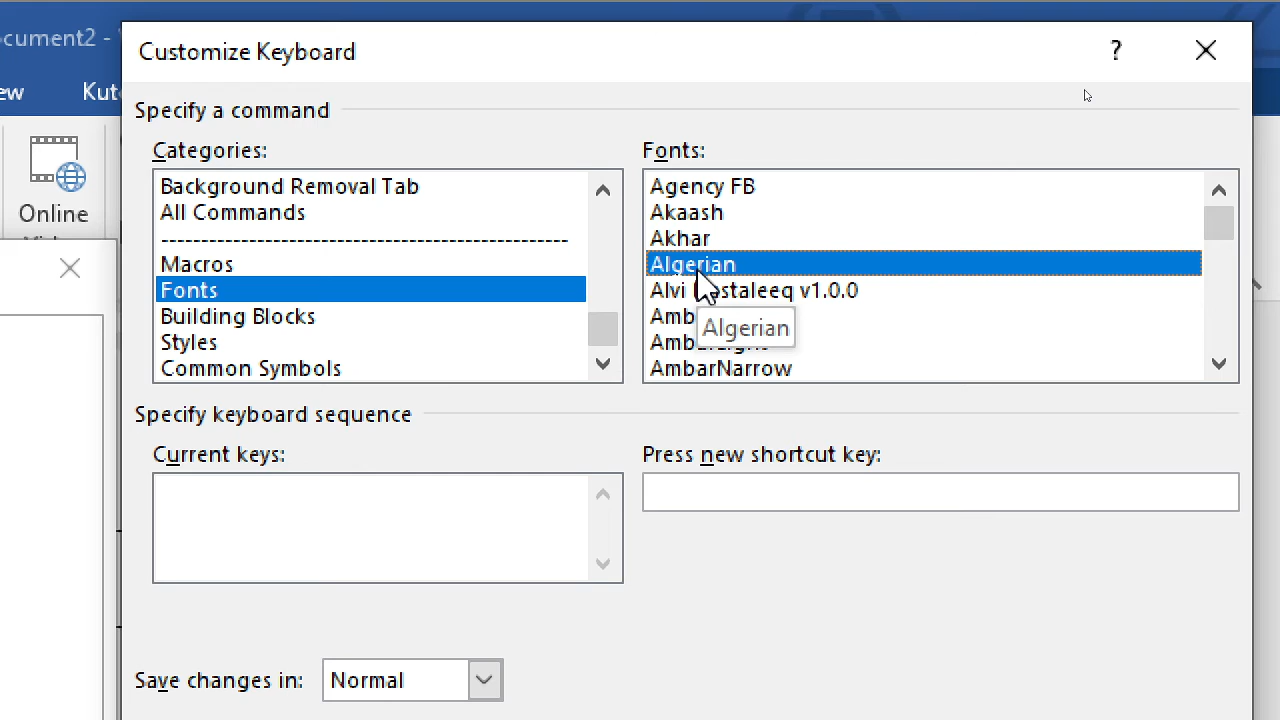 ocument2 -
Customize Keyboard
?
ew
Kut
Specify a command
Categories:
Fonts:
Background Removal Tab
All Commands
---------------------------------------------------
Macros
Fonts
Building Blocks
Styles
Common Symbols
Agency FB
Akaash
Akhar
Algerian
Alvi v1.0.0
Amb
Algerian
AmbarNarrow
Online
Specify keyboard sequence
Current keys:
Press new shortcut key:
Save changes in:
Normal